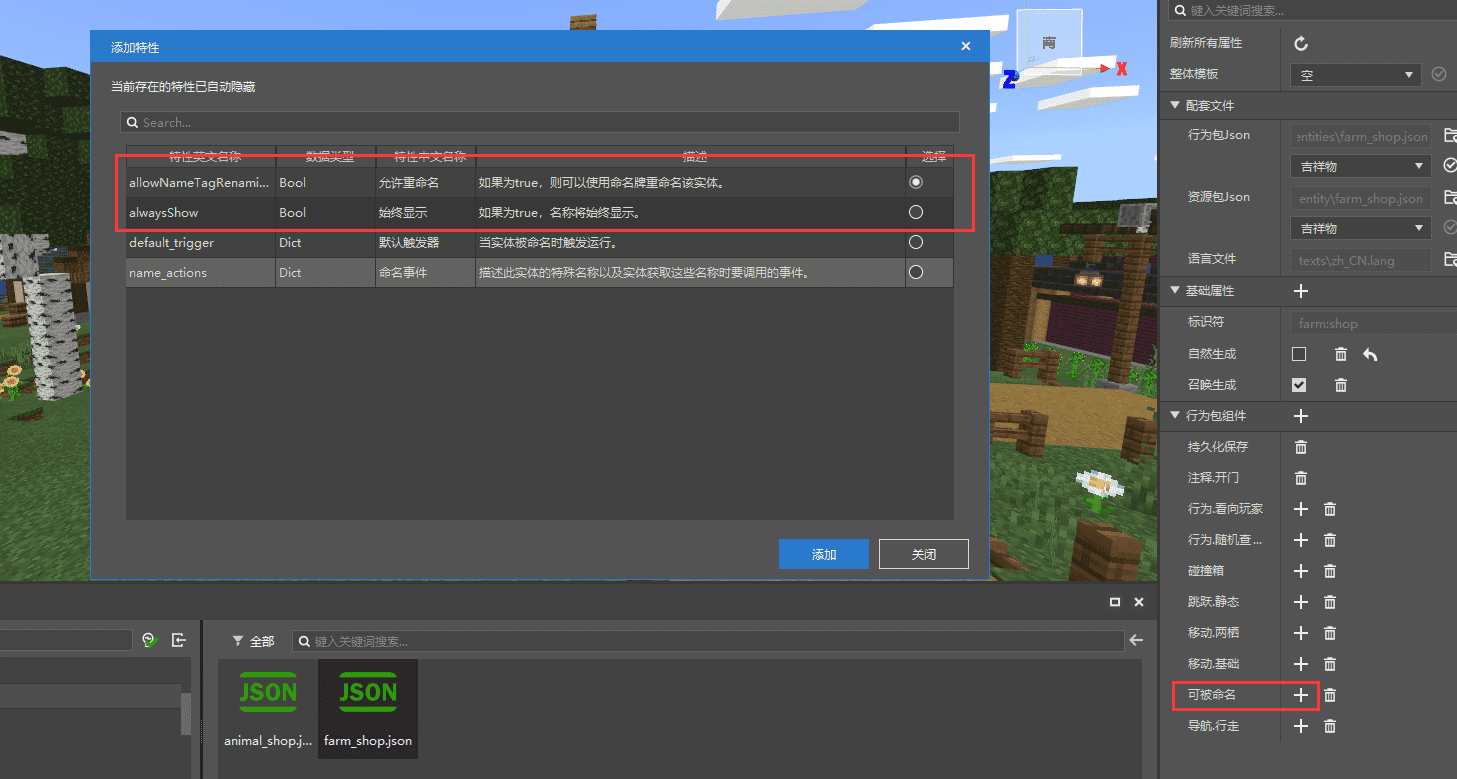 添加特性
当前存在的特性已自动隐藏
Search...
特性英文名称 数据类型 特性中文名称 描述 选择
allowNameTagRenami... Bool 允许重命名 如果为true，则可以使用命名牌重命名该实体。
alwaysShow Bool 始终显示 如果为true，名称将始终显示。
default_trigger Dict 默认触发器 当实体被命名时触发运行。
name_actions Dict 命名事件 描述此实体的特殊名称以及实体获取这些名称时要调用的事件。
添加 关闭
南
Z X
键入关键词搜索...
刷新所有属性
整体模板 空
配套文件
行为包Json entities\farm_shop.json
吉祥物
资源包Json entity\farm_shop.json
吉祥物
语言文件 texts\zh_CN.lang
基础属性
标识符 farm:shop
自然生成
召唤生成
行为包组件
持久化保存
注释.开门
行为.看向玩家
行为.随机查...
碰撞箱
跳跃.静态
移动.两栖
移动.基础
可被命名
导航.行走
全部 键入关键词搜索...
JSON JSON
animal_shop.j... farm_shop.json